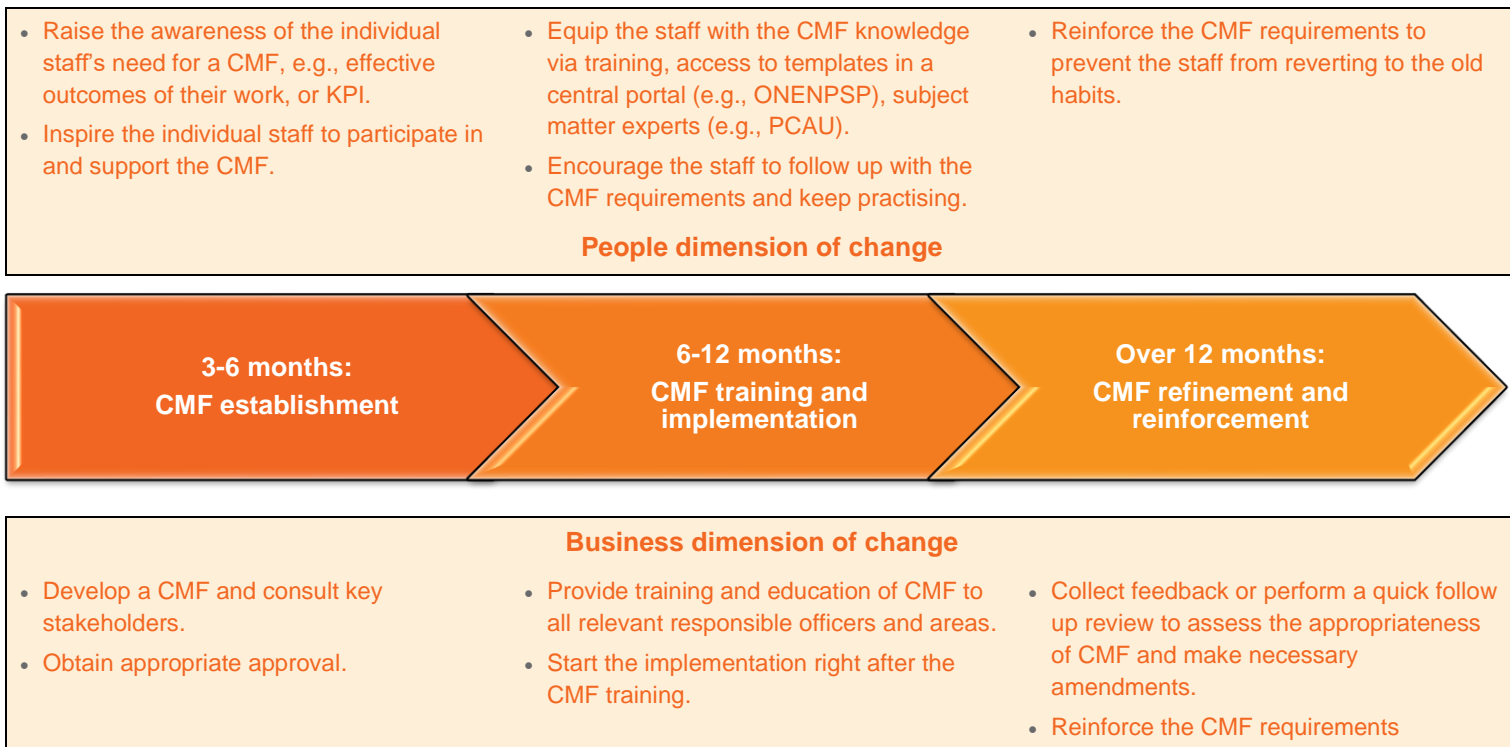 • Raise the awareness of the individual
staff's need for a CMF, e.g., effective
outcomes of their work, or KPI.
• Inspire the individual staff to participate in
and support the CMF.
• Equip the staff with the CMF knowledge
via training, access to templates in a
central portal (e.g., ONENPSP), subject
matter experts (e.g., PCAU).
• Encourage the staff to follow up with the
CMF requirements and keep practising.
• Reinforce the CMF requirements to
prevent the staff from reverting to the old
habits.
People dimension of change
3-6 months:
CMF establishment
6-12 months:
CMF training and
implementation
Over 12 months:
CMF refinement and
reinforcement
Business dimension of change
• Develop a CMF and consult key
stakeholders.
• Obtain appropriate approval.
• Provide training and education of CMF to
all relevant responsible officers and areas.
• Start the implementation right after the
CMF training.
• Collect feedback or perform a quick follow
up review to assess the appropriateness
of CMF and make necessary
amendments.
• Reinforce the CMF requirements